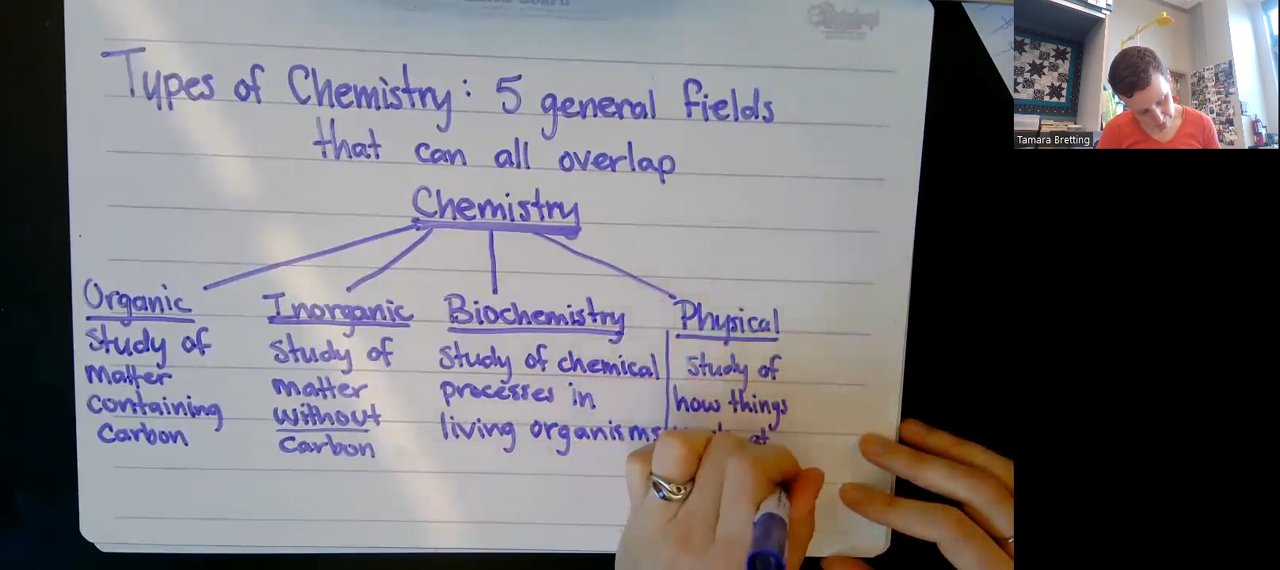 Types of Chemistry: 5 general fields
that can all overlap
Chemistry
Organic
study of
matter
containing
Carbon
Inorganic
study of
matter
without
Carbon
Biochemistry
study of chemical
processes in
living organisms
Physical
study of
how things
at
Tamara Bretting